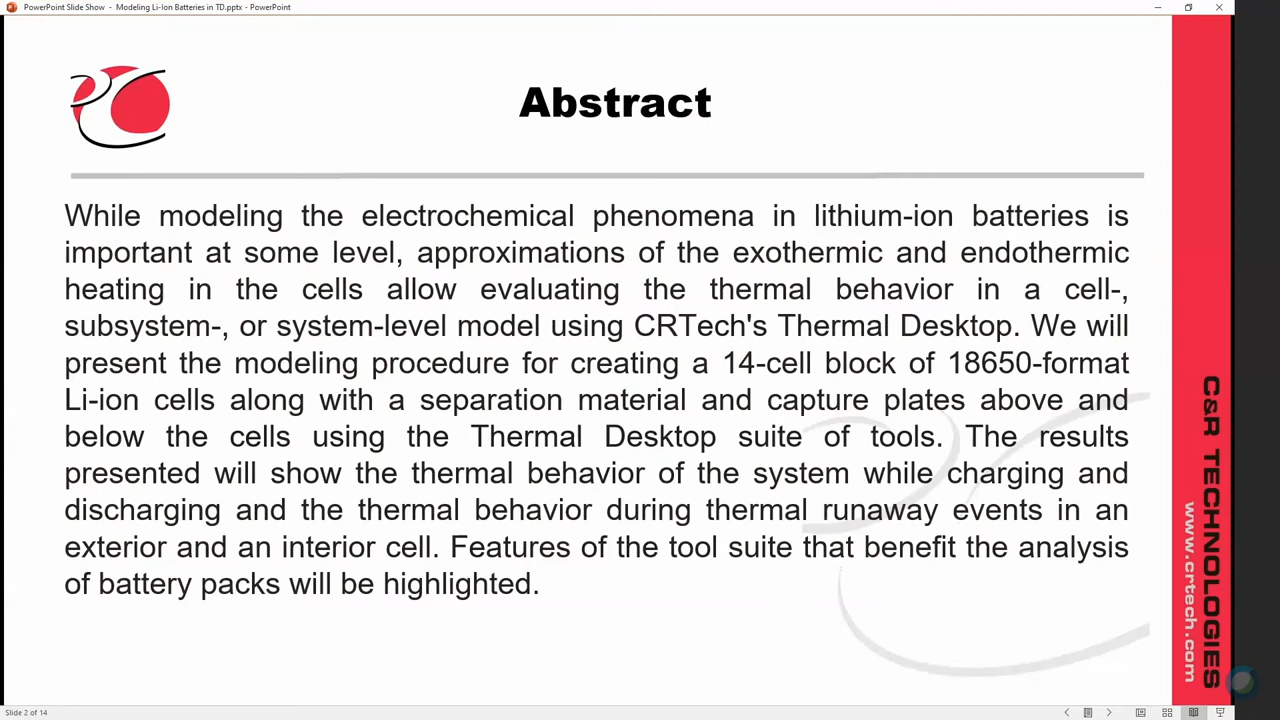 PowerPoint Slide Show - Modeling Li-Ion Batteries in TD.pptx - PowerPoint
Abstract
While modeling the electrochemical phenomena in lithium-ion batteries is
important at some level, approximations of the exothermic and endothermic
heating in the cells allow evaluating the thermal behavior in a cell-,
subsystem-, or system-level model using CRTech's Thermal Desktop. We will
present the modeling procedure for creating a 14-cell block of 18650-format
Li-ion cells along with a separation material and capture plates above and
below the cells using the Thermal Desktop suite of tools. The results
presented will show the thermal behavior of the system while charging and
discharging and the thermal behavior during thermal runaway events in an
exterior and an interior cell. Features of the tool suite that benefit the analysis
of battery packs will be highlighted.
C&R TECHNOLOGIES
www.crtech.com
Slide 2 of 14